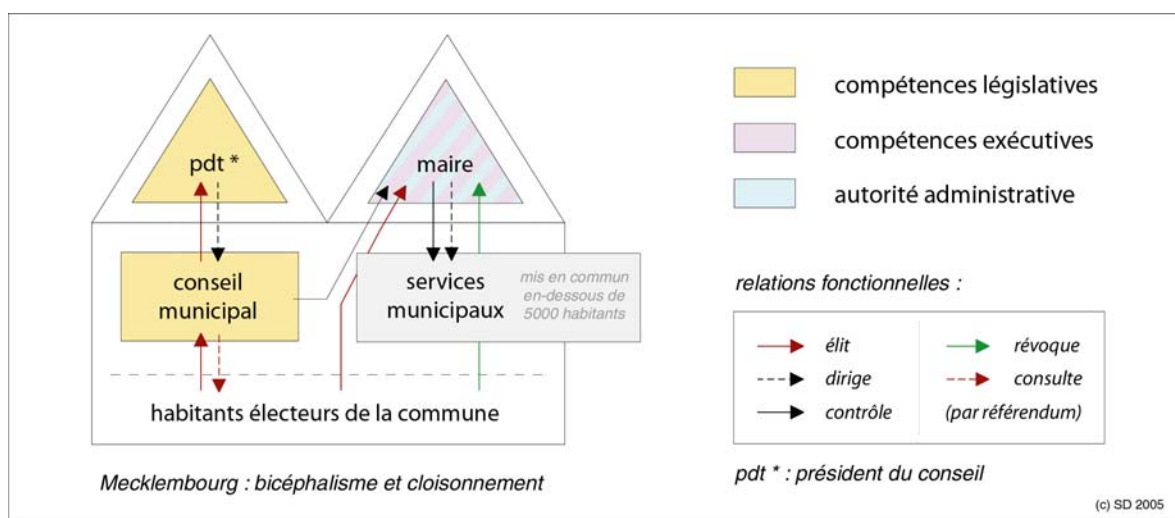 pdt *
maire
conseil
municipal
services
municipaux
mis en commun
en-dessous de
5000 habitants
habitants électeurs de la commune
Mecklembourg : bicéphalisme et cloisonnement
compétences législatives
compétences exécutives
autorité administrative
relations fonctionnelles :
élit
dirige
contrôle
révoque
consulte
(par référendum)
pdt * : président du conseil
(c) SD 2005